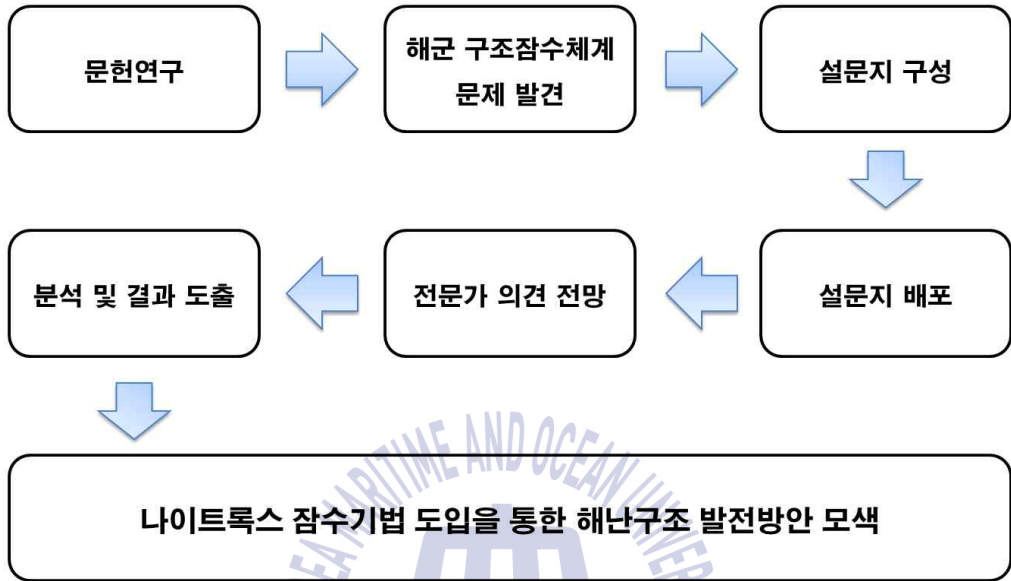 문헌연구
해군 구조잠수체계
문제 발견
설문지 구성
설문지 배포
전문가 의견 전망
분석 및 결과 도출
나이트록스 잠수기법 도입을 통한 해난구조 발전방안 모색
MARITIME AND OCEAN